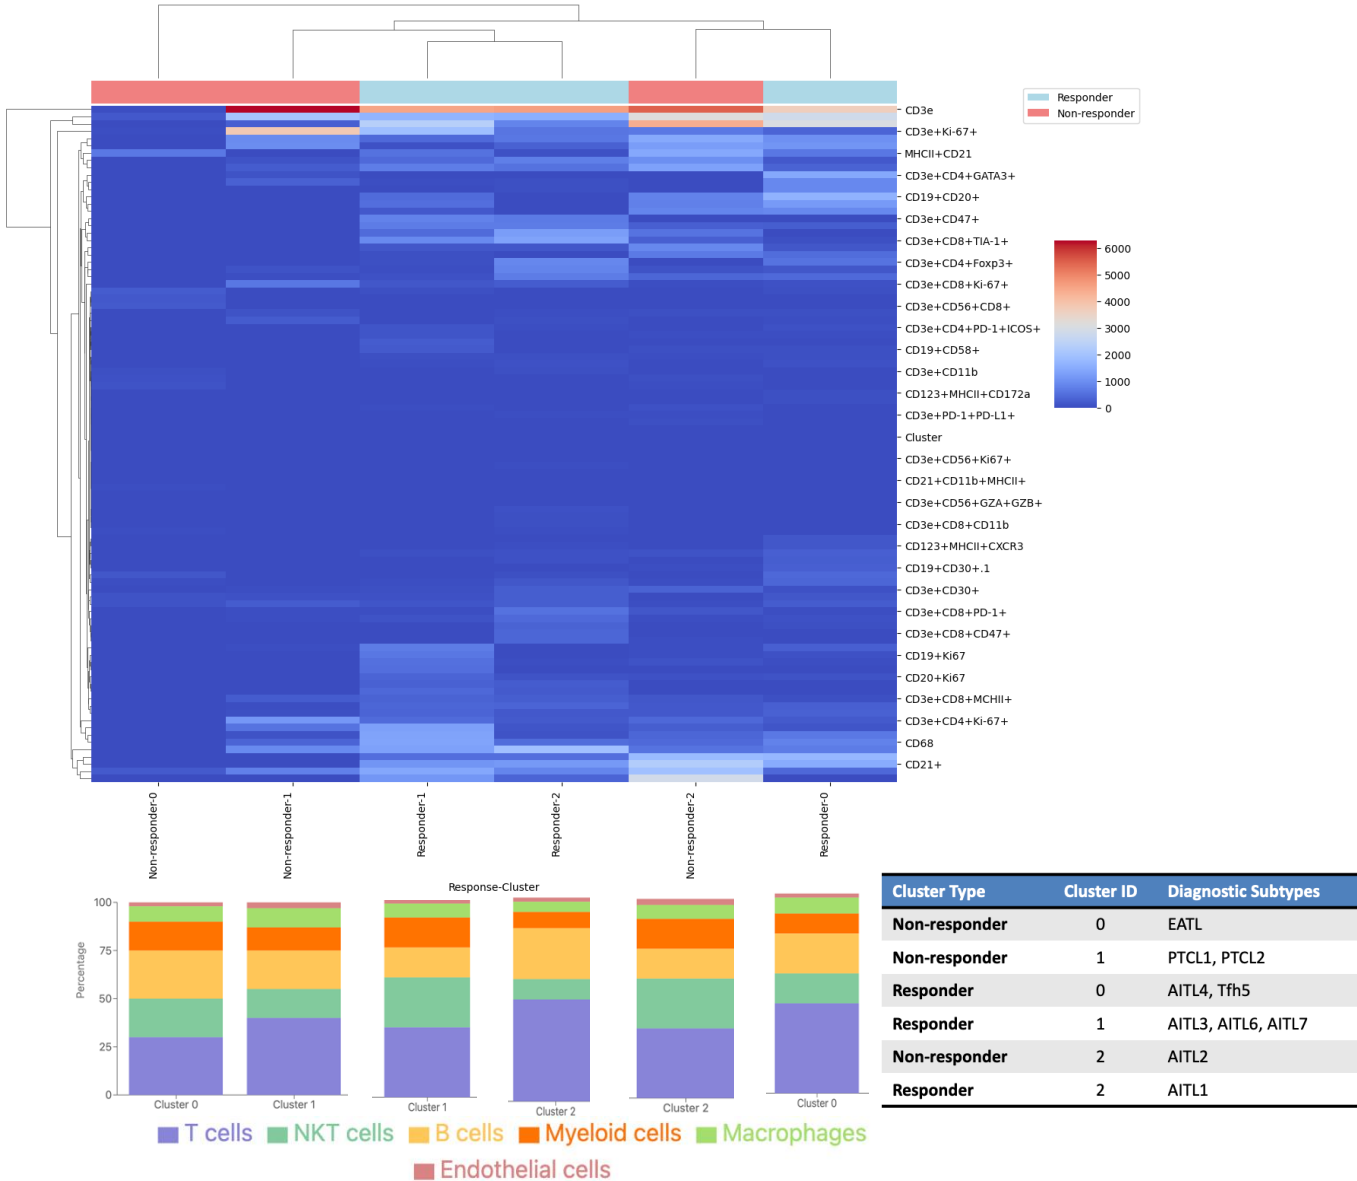 CD3e
CD3e+Ki-67+
MHCII+CD21
CD3e+CD4+GATA3+
CD19+CD20+
CD3e+CD47+
CD3e+CD8+TIA-1+
CD3e+CD4+Foxp3+
CD3e+CD8+Ki-67+
CD3e+CD56+CD8+
CD3e+CD4+PD-1+ICOS+
CD19+CD58+
CD3e+CD11b
CD123+MHCII+CD172a
CD3e+PD-1+PD-L1+
Cluster
CD3e+CD56+Ki67+
CD21+CD11b+MHCII+
CD3e+CD56+GZA+GZB+
CD3e+CD8+CD11b
CD123+MHCII+CXCR3
CD19+CD30+.1
CD3e+CD30+
CD3e+CD8+PD-1+
CD3e+CD8+CD47+
CD19+Ki67
CD20+Ki67
CD3e+CD8+MCHII+
CD3e+CD4+Ki-67+
CD68
CD21+
Responder
Non-responder
6000
5000
4000
3000
2000
1000
0
Non-responder-0
Non-responder-1
Responder-1
Responder-2
Non-responder-2
Responder-0
Response-Cluster
Percentage
100
75
50
25
0
Cluster 0
Cluster 1
Cluster 1
Cluster 2
Cluster 2
Cluster 0
T cells NKT cells B cells Myeloid cells Macrophages
Endothelial cells
Cluster Type Cluster ID Diagnostic Subtypes
Non-responder 0 EATL
Non-responder 1 PTCL1, PTCL2
Responder 0 AITL4, Tfh5
Responder 1 AITL3, AITL6, AITL7
Non-responder 2 AITL2
Responder 2 AITL1